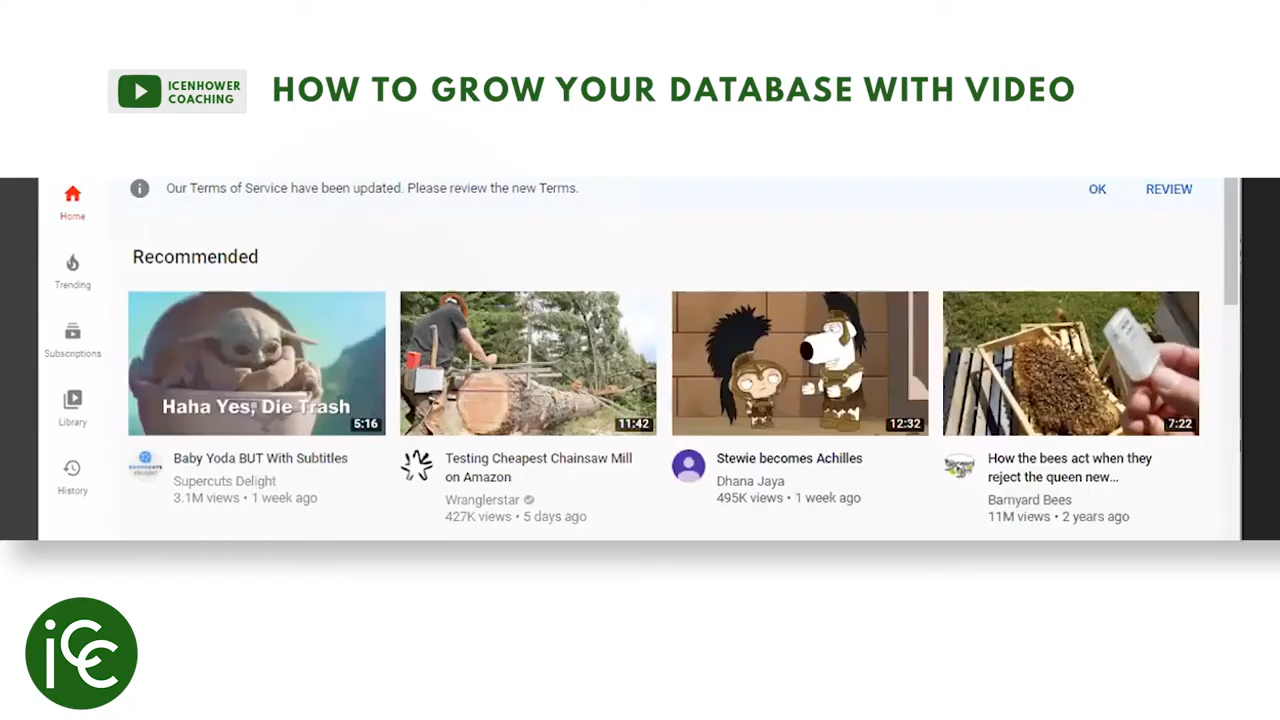 ICENHOWER
COACHING
HOW TO GROW YOUR DATABASE WITH VIDEO
Our Terms of Service have been updated. Please review the new Terms.
OK
REVIEW
Home
Trending
Subscriptions
Library
History
Recommended
Haha Yes, Die Trash
5:16
11:42
12:32
7:22
Baby Yoda BUT With Subtitles
Supercuts Delight
3.1M views • 1 week ago
Testing Cheapest Chainsaw Mill
on Amazon
Wranglerstar
427K views • 5 days ago
Stewie becomes Achilles
Dhana Jaya
495K views • 1 week ago
How the bees act when they
reject the queen new...
Barnyard Bees
11M views • 2 years ago
iCC